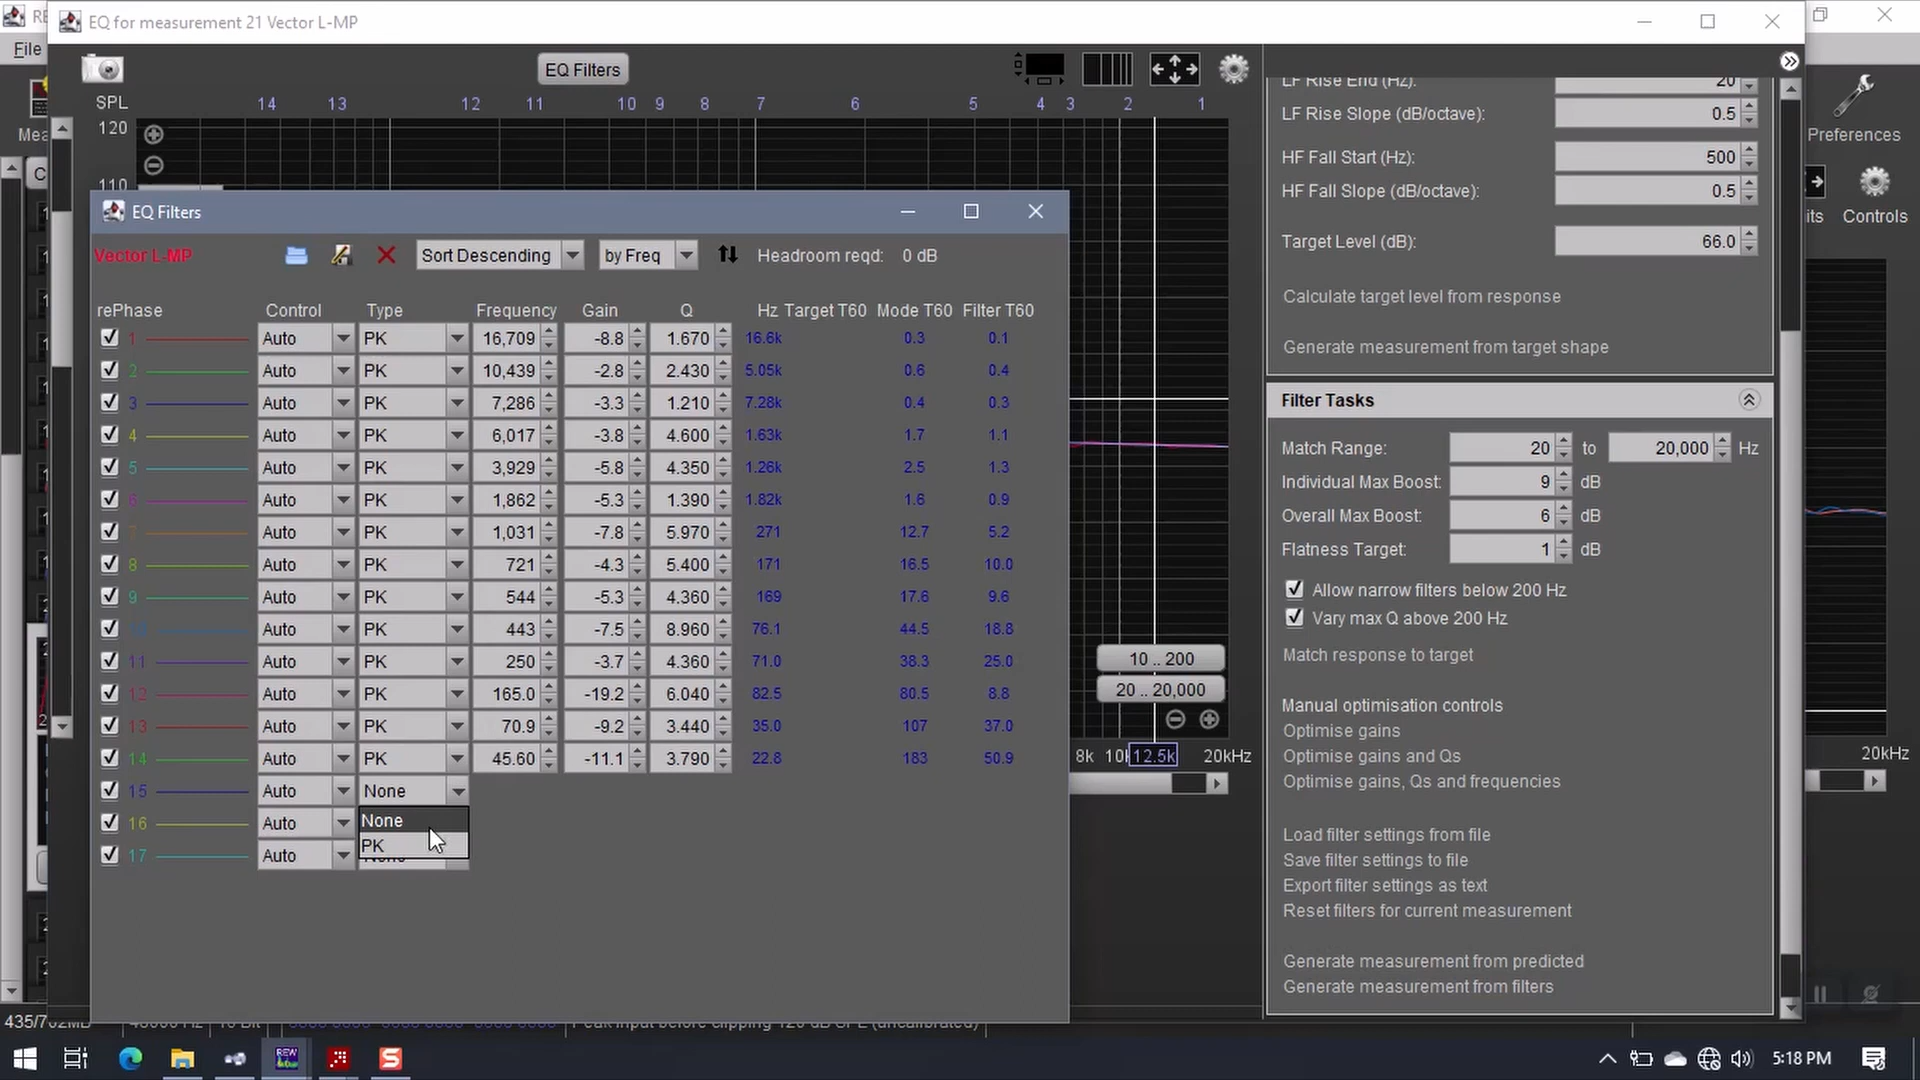 EQ for measurement 21 Vector L-MP
File
EQ Filters
SPL 14 13 12 11 10 9 8 7 6 5 4 3 2 1
120
110
EQ Filters
Vector L-MP Sort Descending by Freq Headroom reqd: 0 dB
rePhase Control Type Frequency Gain Q Hz Target T60 Mode T60 Filter T60
1 Auto PK 16,709 -8.8 1.670 16.6k 0.3 0.1
2 Auto PK 10,439 -2.8 2.430 5.05k 0.6 0.4
3 Auto PK 7,286 -3.3 1.210 7.28k 0.4 0.3
4 Auto PK 6,017 -3.8 4.600 1.63k 1.7 1.1
5 Auto PK 3,929 -5.8 4.350 1.26k 2.5 1.3
6 Auto PK 1,862 -5.3 1.390 1.82k 1.6 0.9
7 Auto PK 1,031 -7.8 5.970 271 12.7 5.2
8 Auto PK 721 -4.3 5.400 171 16.5 10.0
9 Auto PK 544 -5.3 4.360 169 17.6 9.6
10 Auto PK 443 -7.5 8.960 76.1 44.5 18.8
11 Auto PK 250 -3.7 4.360 71.0 38.3 25.0
12 Auto PK 165.0 -19.2 6.040 82.5 80.5 8.8
13 Auto PK 70.9 -9.2 3.440 35.0 107 37.0
14 Auto PK 45.60 -11.1 3.790 22.8 183 50.9
15 Auto None
None
16 Auto
PK
17 Auto None
10 .. 200
20 .. 20,000
8k 12.5k 20kHz
LF Rise End (Hz): 20
LF Rise Slope (dB/octave): 0.5
HF Fall Start (Hz): 500
HF Fall Slope (dB/octave): 0.5
Target Level (dB): 66.0
Calculate target level from response
Generate measurement from target shape
Filter Tasks
Match Range: 20 to 20,000 Hz
Individual Max Boost: 9 dB
Overall Max Boost: 6 dB
Flatness Target: 1 dB
Allow narrow filters below 200 Hz
Vary max Q above 200 Hz
Match response to target
Manual optimisation controls
Optimise gains
Optimise gains and Qs
Optimise gains, Qs and frequencies
Load filter settings from file
Save filter settings to file
Export filter settings as text
Reset filters for current measurement
Generate measurement from predicted
Generate measurement from filters
Preferences
Controls
20kHz
Peak input before clipping 120 dB SPL (uncalibrated)
REW
S
5:18 PM